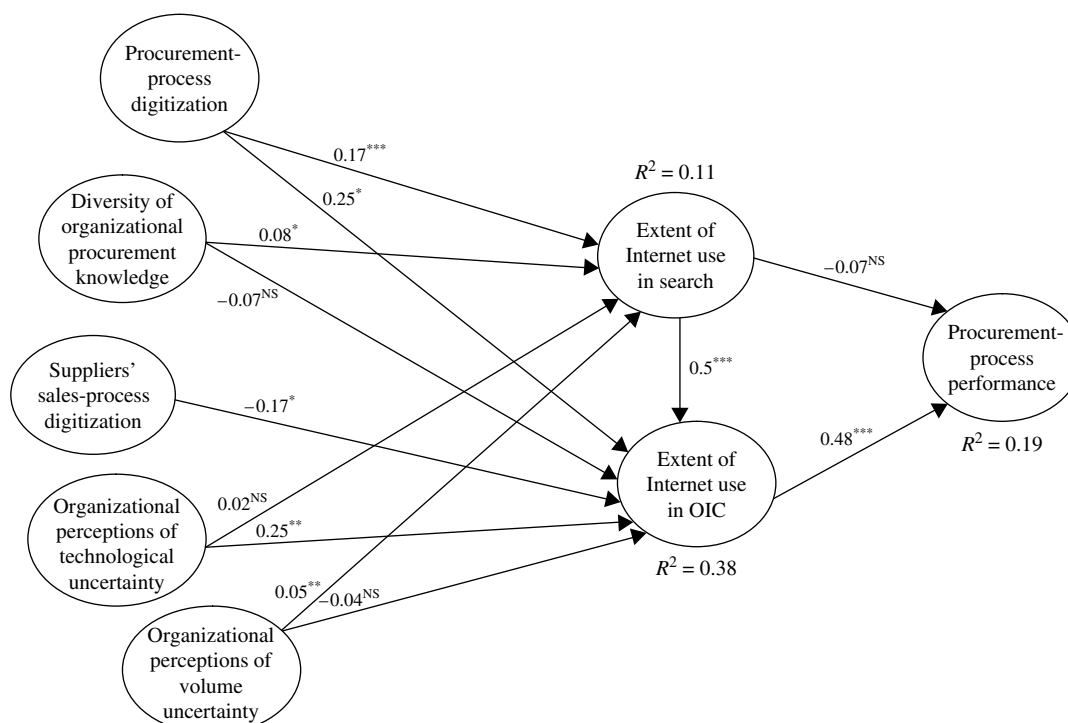 Procurement-
process
digitization
0.17***
R² = 0.11
0.25*
Diversity of
organizational
procurement
knowledge
0.08*
−0.07NS
Extent of
Internet use
in search
−0.07NS
Procurement-
process
performance
R² = 0.19
Suppliers’
sales-process
digitization
−0.17*
0.5***
0.48***
Extent of
Internet use
in OIC
R² = 0.38
Organizational
perceptions of
technological
uncertainty
0.02NS
0.25**
0.05**
−0.04NS
Organizational
perceptions of
volume
uncertainty